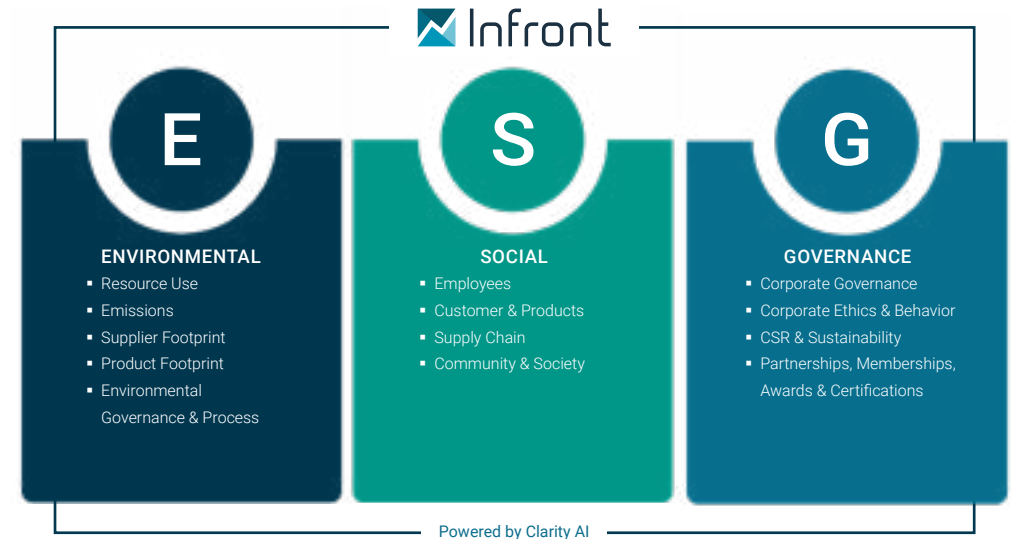 Infront
E
ENVIRONMENTAL
▪ Resource Use
▪ Emissions
▪ Supplier Footprint
▪ Product Footprint
▪ Environmental
Governance & Process
S
SOCIAL
▪ Employees
▪ Customer & Products
▪ Supply Chain
▪ Community & Society
G
GOVERNANCE
▪ Corporate Governance
▪ Corporate Ethics & Behavior
▪ CSR & Sustainability
▪ Partnerships, Memberships,
Awards & Certifications
Powered by Clarity AI